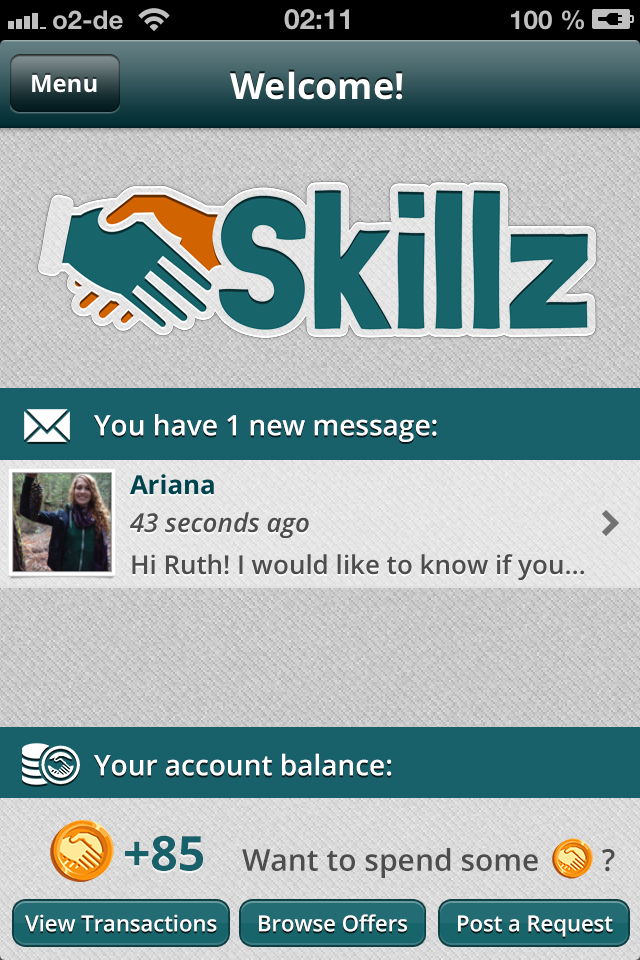 o2-de 02:11 100 %
Menu Welcome!
Skillz
You have 1 new message:
Ariana
43 seconds ago
Hi Ruth! I would like to know if you...
Your account balance:
+85 Want to spend some ?
View Transactions Browse Offers Post a Request